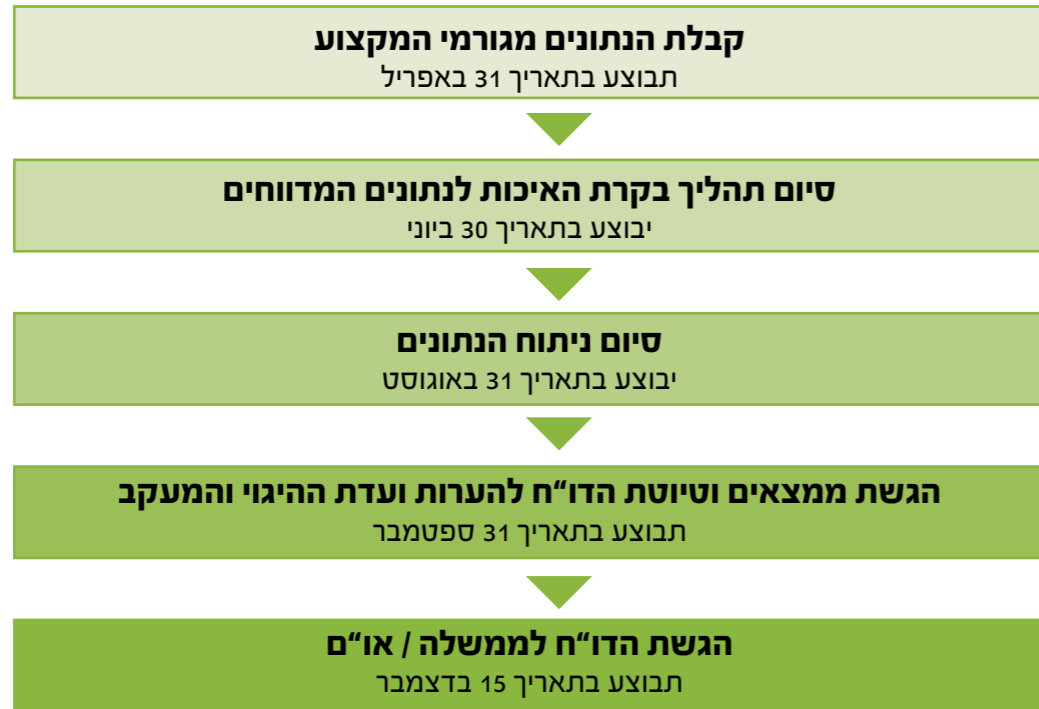 קבלת הנתונים מגורמי המקצוע
תבוצע בתאריך 31 באפריל
סיום תהליך בקרת האיכות לנתונים המדווחים
יבוצע בתאריך 30 ביוני
סיום ניתוח הנתונים
יבוצע בתאריך 31 באוגוסט
הגשת ממצאים וטיוטת הדו“ח להערות ועדת ההיגוי והמעקב
תבוצע בתאריך 31 ספטמבר
הגשת הדו“ח לממשלה / או“ם
תבוצע בתאריך 15 בדצמבר